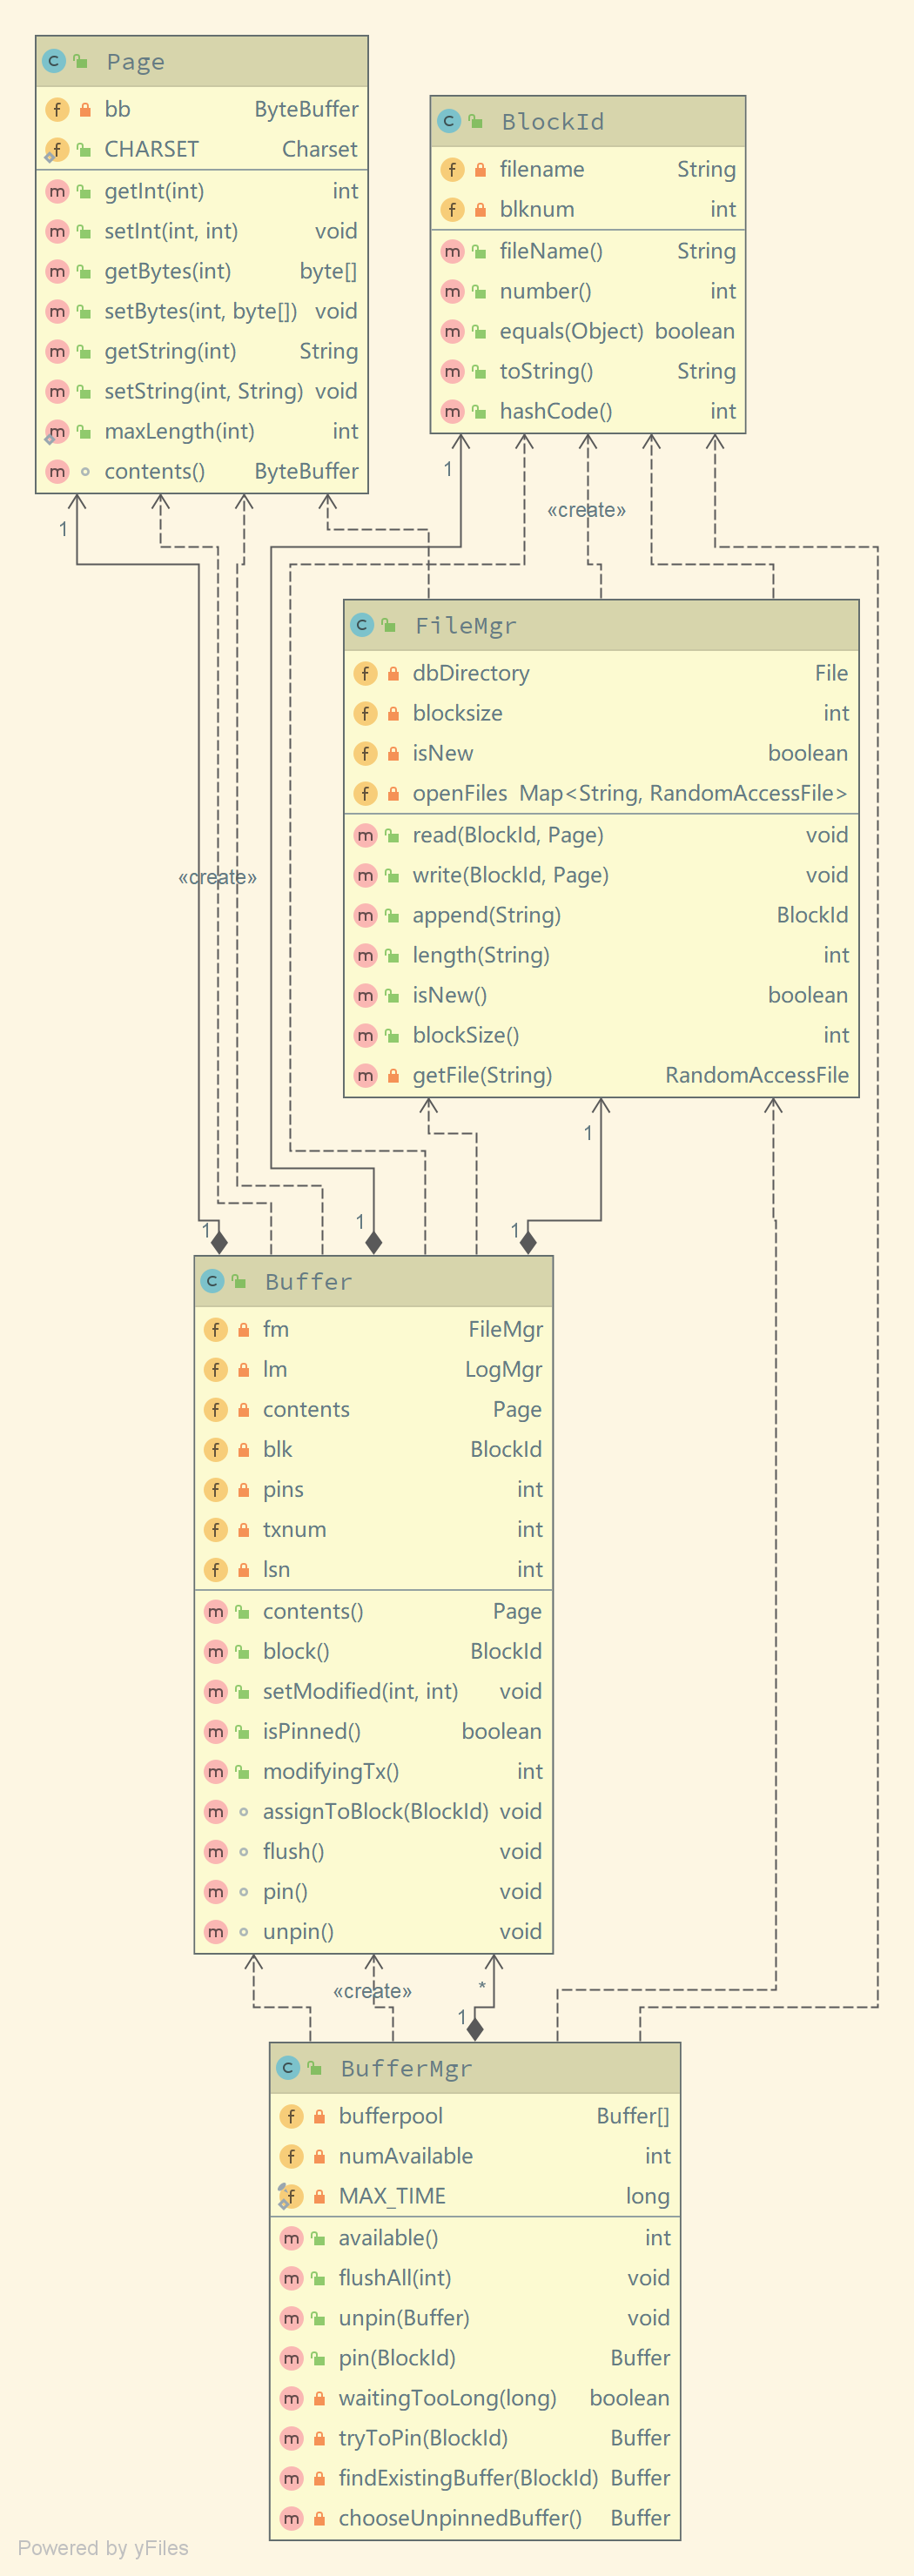 Page
bb ByteBuffer
CHARSET Charset
getInt(int) int
setInt(int, int) void
getBytes(int) byte[]
setBytes(int, byte[]) void
getString(int) String
setString(int, String) void
maxLength(int) int
contents() ByteBuffer
BlockId
filename String
blknum int
fileName() String
number() int
equals(Object) boolean
toString() String
hashCode() int
1
1
«create»
FileMgr
dbDirectory File
blocksize int
isNew boolean
openFiles Map<String, RandomAccessFile>
read(BlockId, Page) void
write(BlockId, Page) void
append(String) BlockId
length(String) int
isNew() boolean
blockSize() int
getFile(String) RandomAccessFile
«create»
1
1
1
1
Buffer
fm FileMgr
lm LogMgr
contents Page
blk BlockId
pins int
txnum int
lsn int
contents() Page
block() BlockId
setModified(int, int) void
isPinned() boolean
modifyingTx() int
assignToBlock(BlockId) void
flush() void
pin() void
unpin() void
«create»
*
1
BufferMgr
bufferpool Buffer[]
numAvailable int
MAX_TIME long
available() int
flushAll(int) void
unpin(Buffer) void
pin(BlockId) Buffer
waitingTooLong(long) boolean
tryToPin(BlockId) Buffer
findExistingBuffer(BlockId) Buffer
chooseUnpinnedBuffer() Buffer
Powered by yFiles